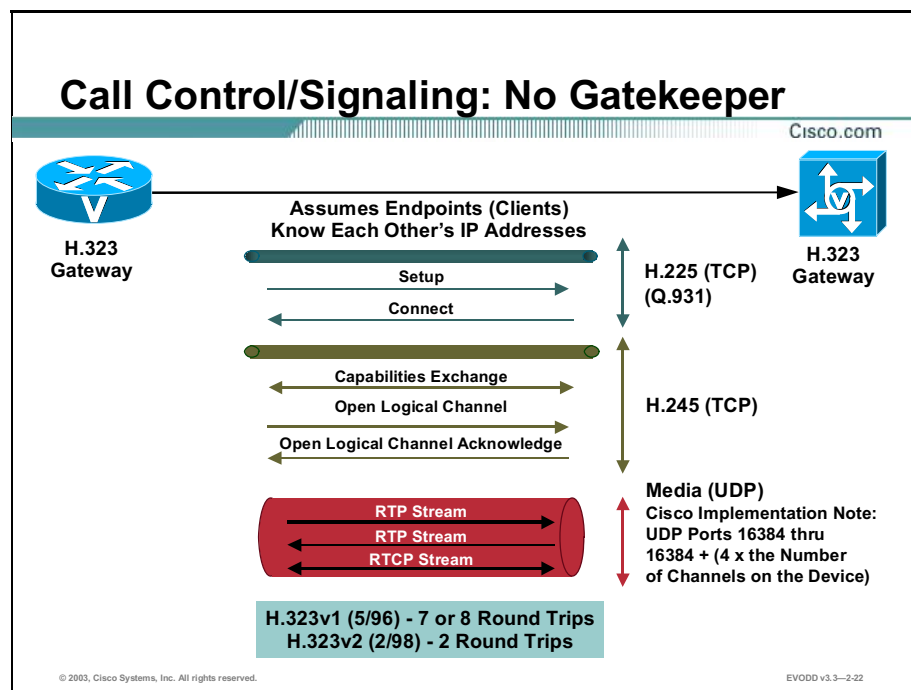 Call Control/Signaling: No Gatekeeper
Cisco.com
V
V
H.323
Gateway
Assumes Endpoints (Clients)
Know Each Other's IP Addresses
H.323
Gateway
Setup
Connect
H.225 (TCP)
(Q.931)
Capabilities Exchange
Open Logical Channel
Open Logical Channel Acknowledge
H.245 (TCP)
RTP Stream
RTP Stream
RTCP Stream
Media (UDP)
Cisco Implementation Note:
UDP Ports 16384 thru
16384 + (4 x the Number
of Channels on the Device)
H.323v1 (5/96) - 7 or 8 Round Trips
H.323v2 (2/98) - 2 Round Trips
© 2003, Cisco Systems, Inc. All rights reserved.
EVODD v3.3—2-22